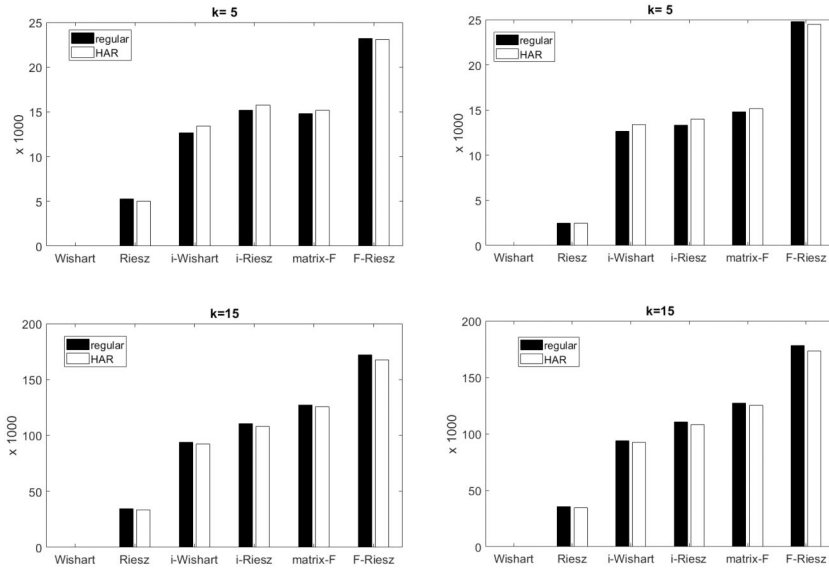 k= 5
regular
HAR
x 1000
25
20
15
10
5
0
Wishart Riesz i-Wishart i-Riesz matrix-F F-Riesz
k= 5
regular
HAR
x 1000
25
20
15
10
5
0
Wishart Riesz i-Wishart i-Riesz matrix-F F-Riesz
k=15
regular
HAR
x 1000
200
150
100
50
0
Wishart Riesz i-Wishart i-Riesz matrix-F F-Riesz
k=15
regular
HAR
x 1000
200
150
100
50
0
Wishart Riesz i-Wishart i-Riesz matrix-F F-Riesz